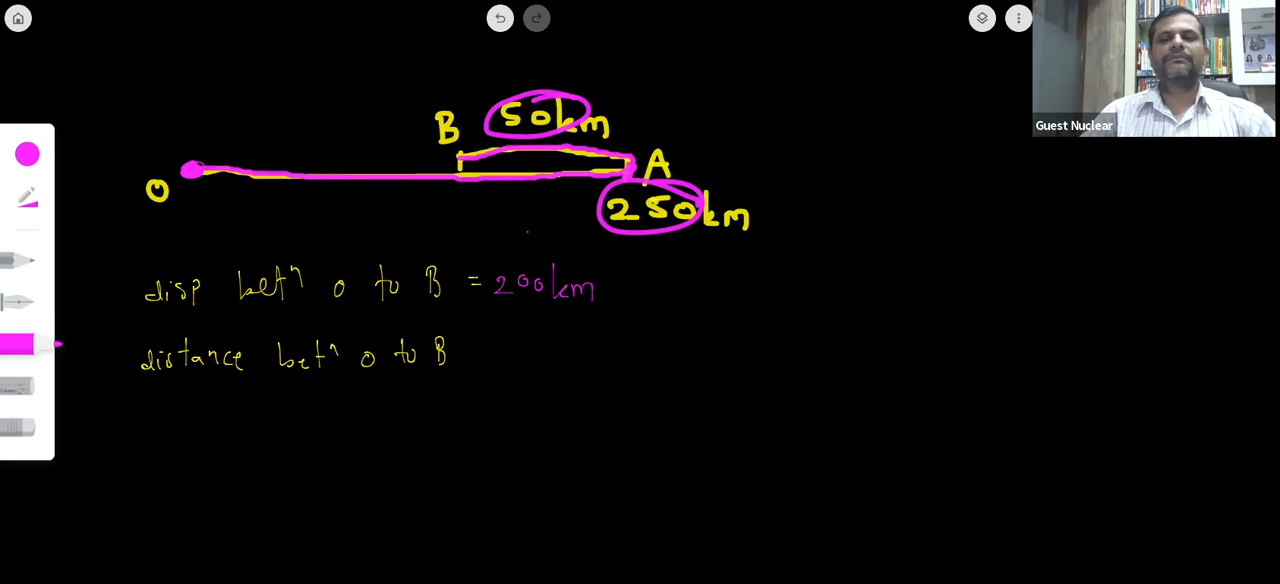 B 50km
A
O
250km
disp betn O to B = 200km
distance betn O to B
Guest Nuclear